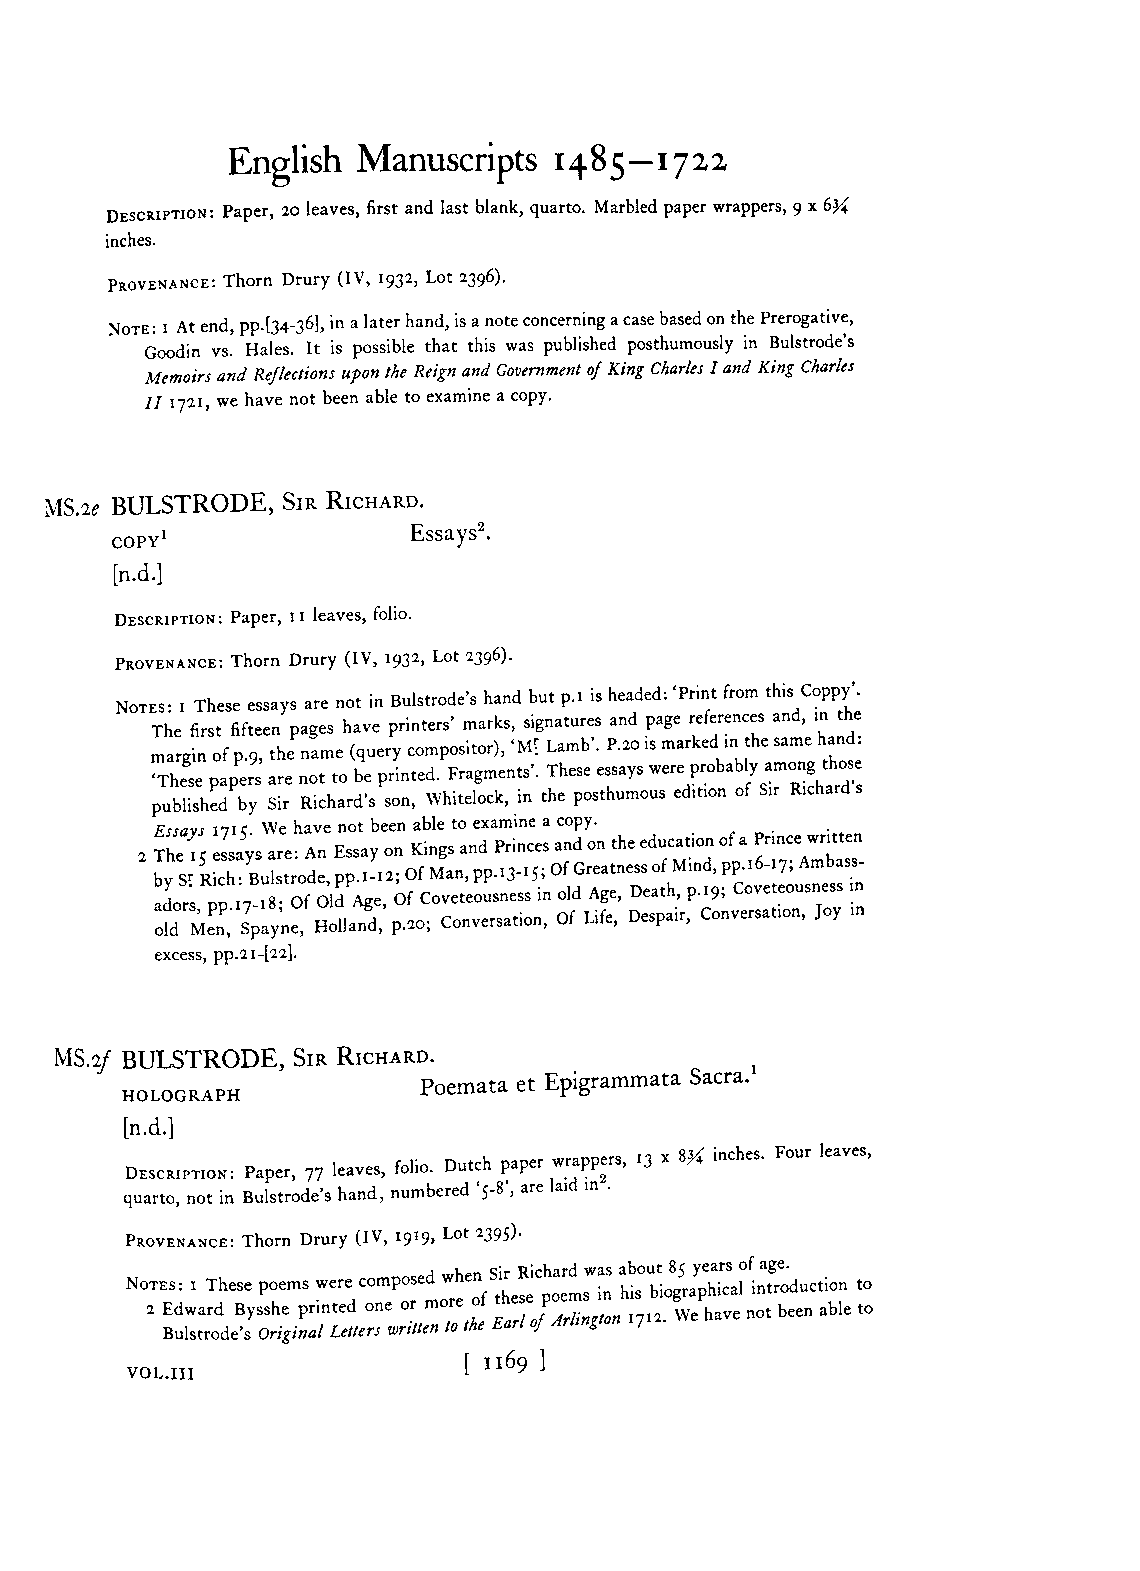 English Manuscripts 1485–1722
DESCRIPTION: Paper, 20 leaves, first and last blank, quarto. Marbled paper wrappers, 9 x 6¾
inches.
PROVENANCE: Thorn Drury (IV, 1932, Lot 2396).
NOTE: 1 At end, pp.[34-36], in a later hand, is a note concerning a case based on the Prerogative,
Goodin vs. Hales. It is possible that this was published posthumously in Bulstrode's
Memoirs and Reflections upon the Reign and Government of King Charles I and King Charles
II 1721, we have not been able to examine a copy.
MS.2e BULSTRODE, SIR RICHARD.
COPY¹ Essays².
[n.d.]
DESCRIPTION: Paper, 11 leaves, folio.
PROVENANCE: Thorn Drury (IV, 1932, Lot 2396).
NOTES: 1 These essays are not in Bulstrode's hand but p.1 is headed: 'Print from this Coppy'.
The first fifteen pages have printers' marks, signatures and page references and, in the
margin of p.9, the name (query compositor), 'Mr Lamb'. P.20 is marked in the same hand:
'These papers are not to be printed. Fragments'. These essays were probably among those
published by Sir Richard's son, Whitelock, in the posthumous edition of Sir Richard's
Essays 1715. We have not been able to examine a copy.
2 The 15 essays are: An Essay on Kings and Princes and on the education of a Prince written
by Sr Rich: Bulstrode, pp.1-12; Of Man, pp.13-15; Of Greatness of Mind, pp.16-17; Ambass-
adors, pp.17-18; Of Old Age, Of Coveteousness in old Age, Death, p.19; Coveteousness in
old Men, Spayne, Holland, p.20; Conversation, Of Life, Despair, Conversation, Joy in
excess, pp.21-[22].
MS.2f BULSTRODE, SIR RICHARD.
HOLOGRAPH Poemata et Epigrammata Sacra.¹
[n.d.]
DESCRIPTION: Paper, 77 leaves, folio. Dutch paper wrappers, 13 x 8¾ inches. Four leaves,
quarto, not in Bulstrode's hand, numbered '5-8', are laid in².
PROVENANCE: Thorn Drury (IV, 1919, Lot 2395).
NOTES: 1 These poems were composed when Sir Richard was about 85 years of age.
2 Edward Bysshe printed one or more of these poems in his biographical introduction to
Bulstrode's Original Letters written to the Earl of Arlington 1712. We have not been able to
VOL.III [ 1169 ]